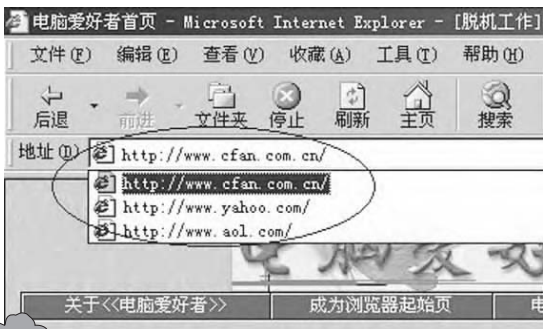 电脑爱好者首页 - Microsoft Internet Explorer - [脱机工作]
文件(F) 编辑(E) 查看(V) 收藏(A) 工具(T) 帮助(H)
后退 前进 文件夹 停止 刷新 主页 搜索
地址(D) http://www.cfan.com.cn/
http://www.cfan.com.cn/
http://www.yahoo.com/
http://www.aol.com/
电脑爱
关于<<电脑爱好者>> 成为浏览器起始页